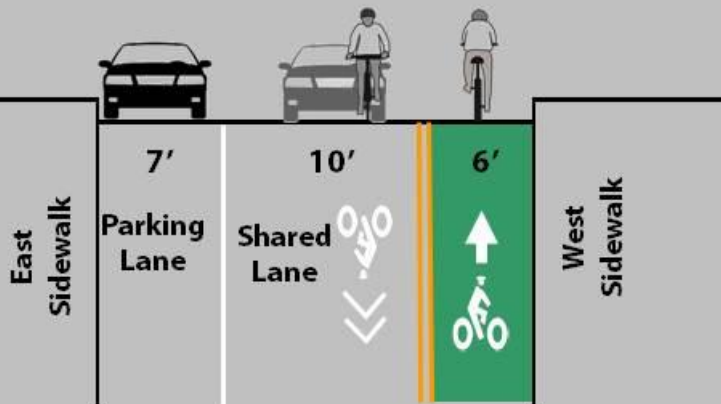 East
Sidewalk
7′
Parking
Lane
10′
Shared
Lane
6′
West
Sidewalk